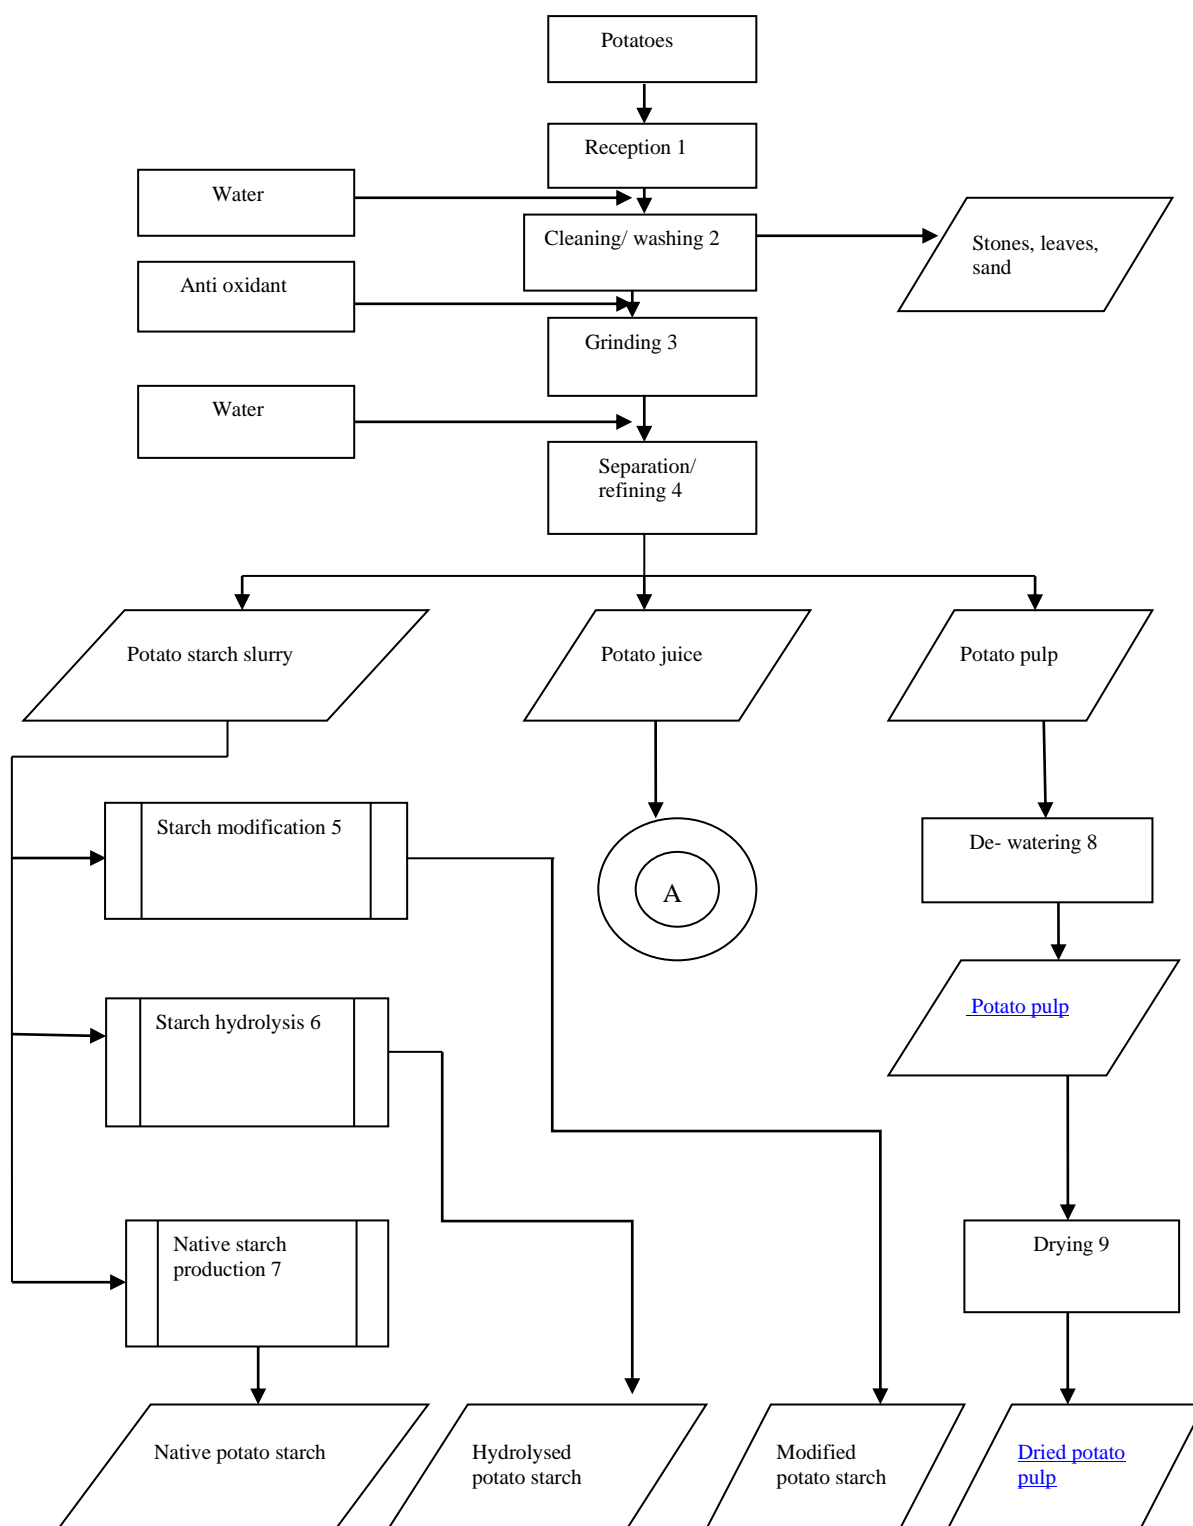 Potatoes
Reception 1
Water
Cleaning/ washing 2
Stones, leaves,
sand
Anti oxidant
Grinding 3
Water
Separation/
refining 4
Potato starch slurry
Potato juice
Potato pulp
Starch modification 5
De- watering 8
A
Potato pulp
Starch hydrolysis 6
Native starch
production 7
Drying 9
Native potato starch
Hydrolysed
potato starch
Modified
potato starch
Dried potato
pulp